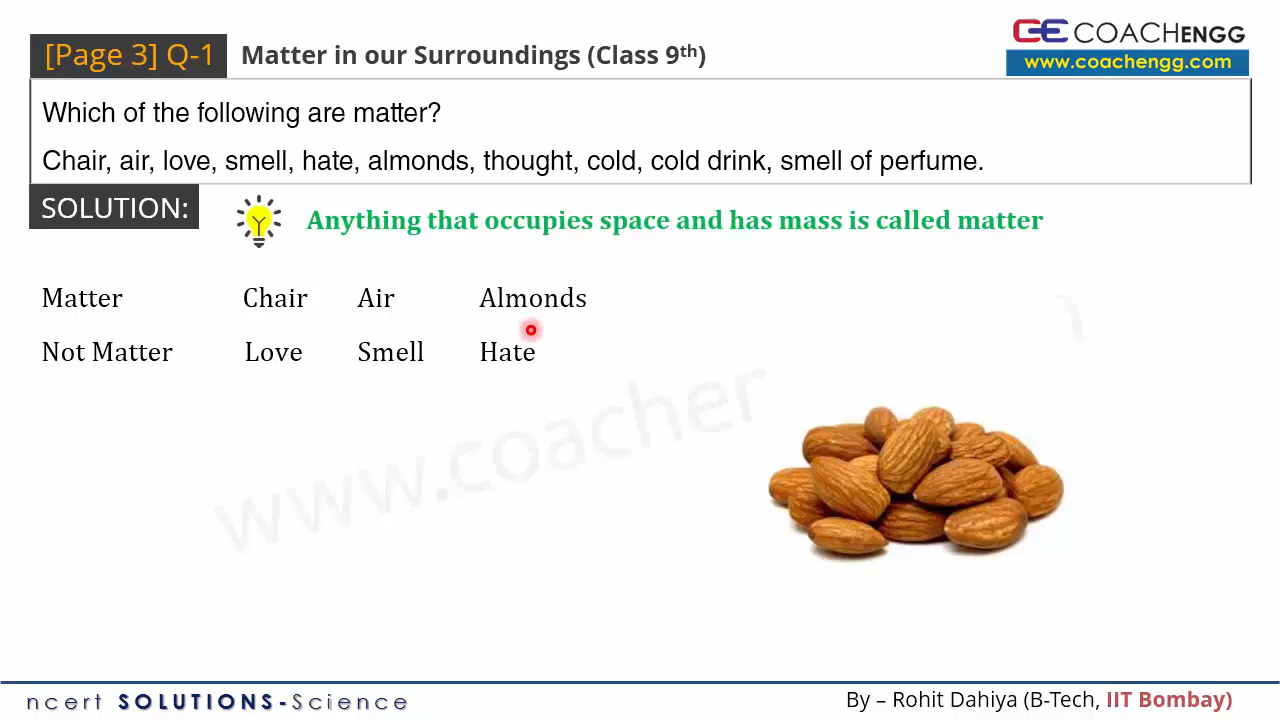 [Page 3] Q-1 Matter in our Surroundings (Class 9th)
CE COACHENGG
www.coachengg.com
Which of the following are matter?
Chair, air, love, smell, hate, almonds, thought, cold, cold drink, smell of perfume.
SOLUTION:
Anything that occupies space and has mass is called matter
Matter Chair Air Almonds
Not Matter Love Smell Hate
www.coacher
ncert SOLUTIONS-Science
By – Rohit Dahiya (B-Tech, IIT Bombay)